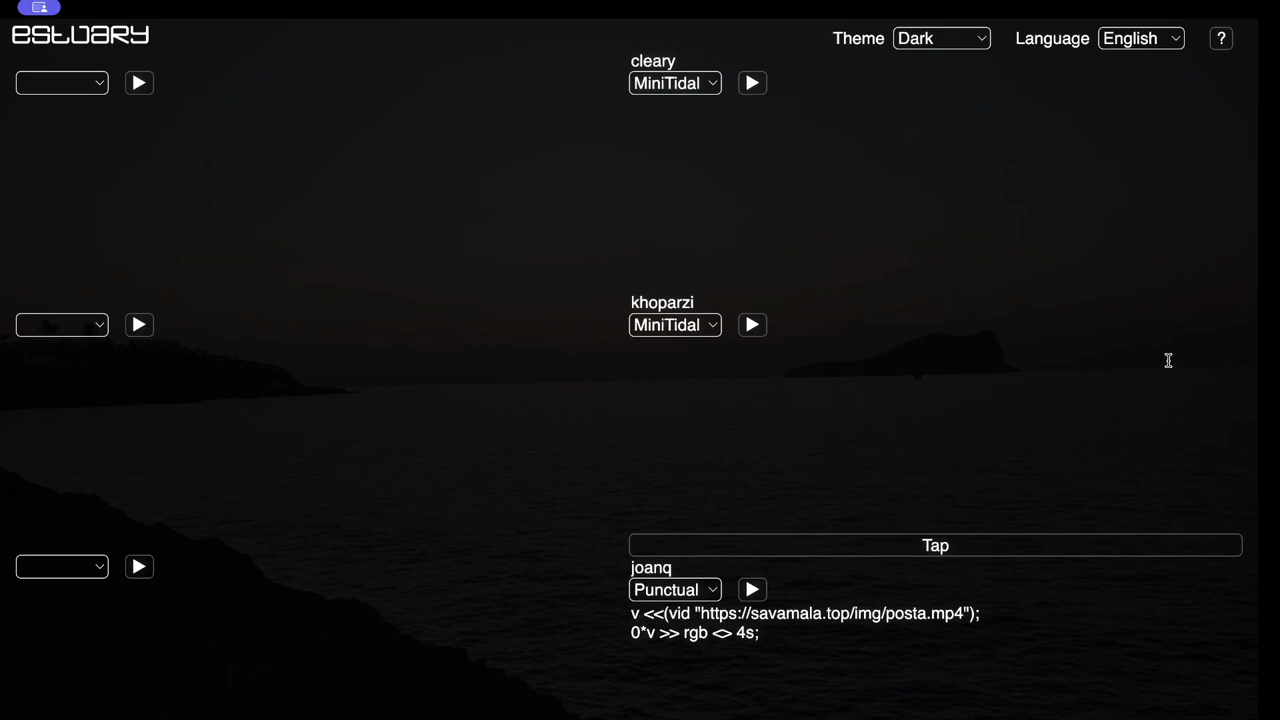 estuary
Theme Dark Language English ?
cleary
MiniTidal
khoparzi
MiniTidal
Tap
joanq
Punctual
v <<(vid "https://savamala.top/img/posta.mp4");
0*v >> rgb <> 4s;